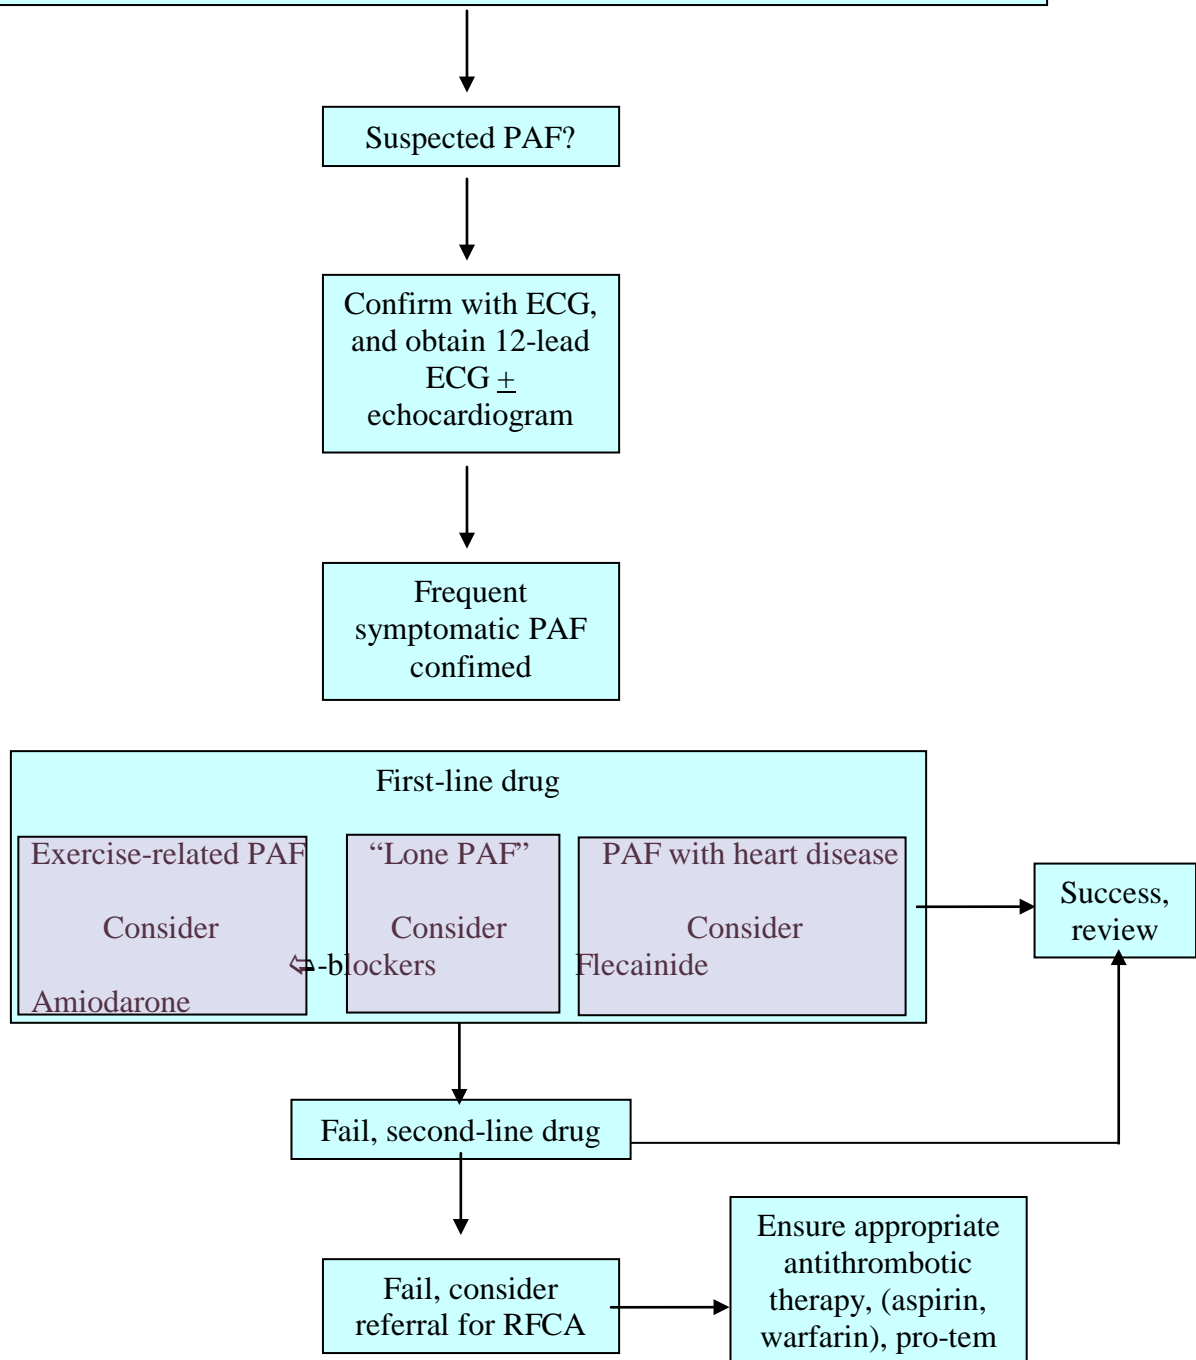 Suspected PAF?
Confirm with ECG,
and obtain 12-lead
ECG ±
echocardiogram
Frequent
symptomatic PAF
confimed
First-line drug
Exercise-related PAF “Lone PAF” PAF with heart disease
Consider Consider Consider
-blockers Flecainide
Amiodarone
Success,
review
Fail, second-line drug
Fail, consider
referral for RFCA
Ensure appropriate
antithrombotic
therapy, (aspirin,
warfarin), pro-tem